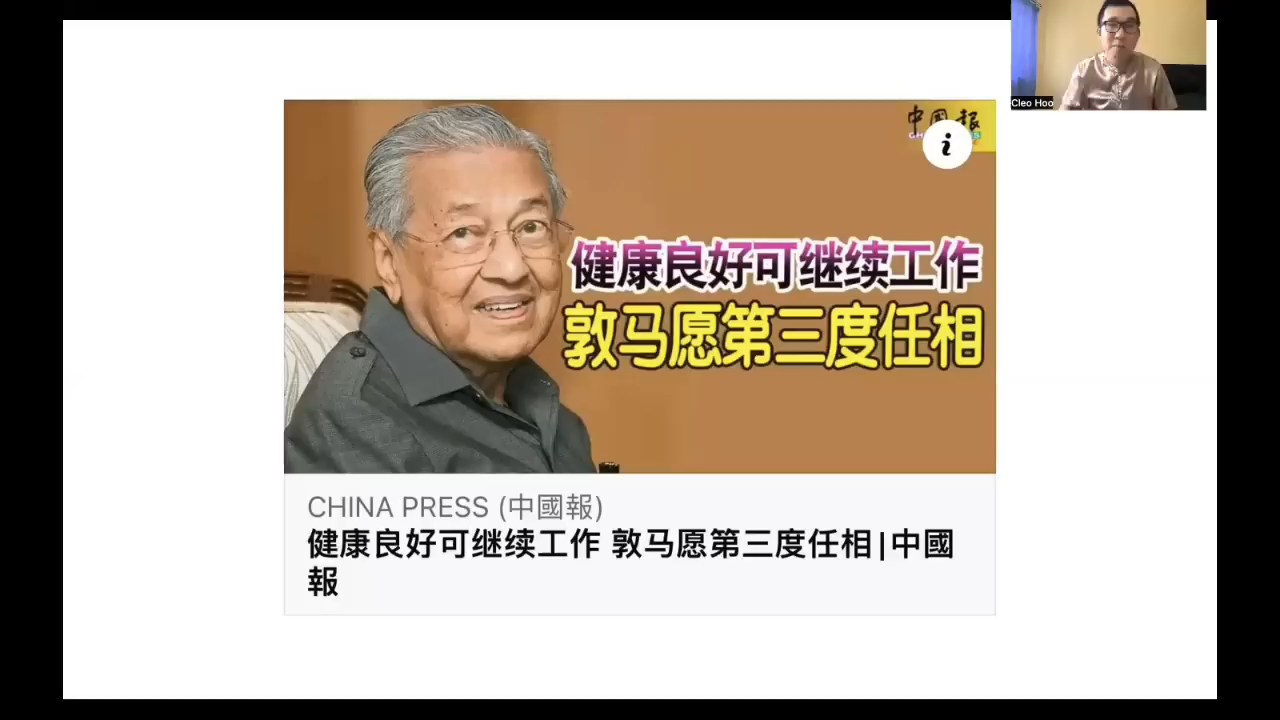 Cleo Hoo
中國報
健康良好可继续工作
敦马愿第三度任相
CHINA PRESS (中國報)
健康良好可继续工作 敦马愿第三度任相|中國
報